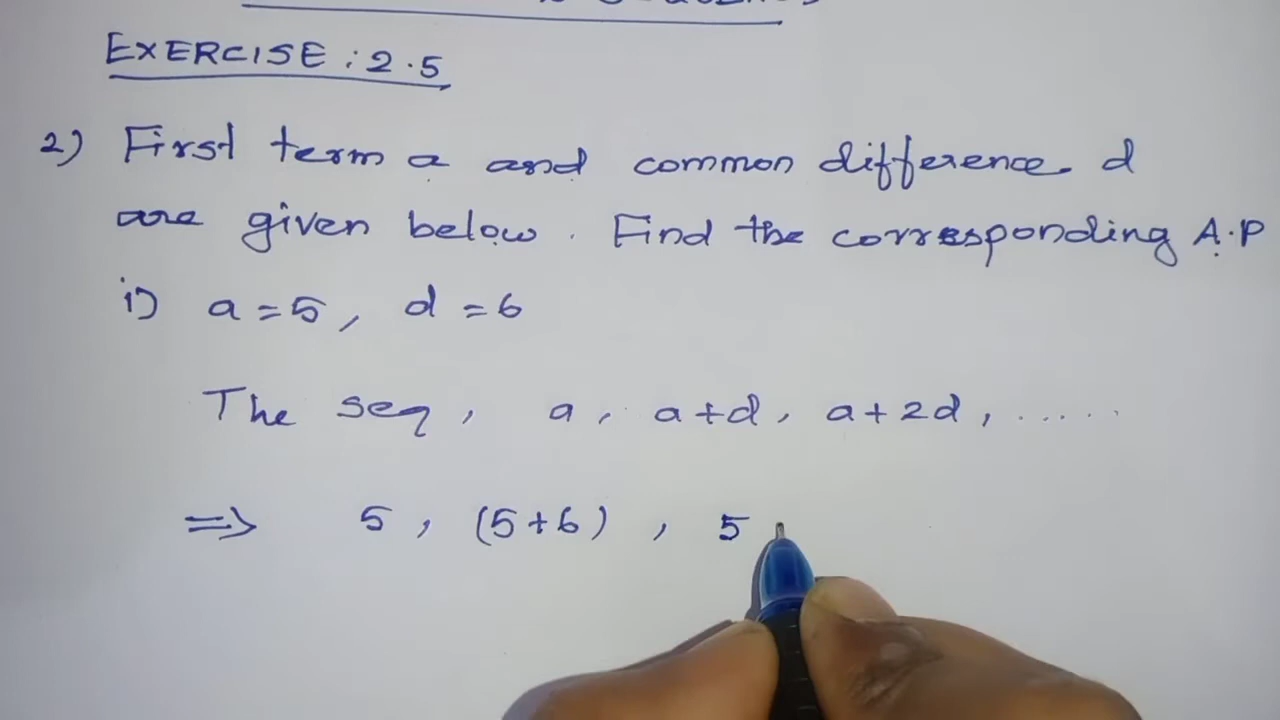 EXERCISE : 2.5
2) First term a and common difference d
are given below. Find the corresponding A.P
i) a = 5, d = 6
The seq, a, a+d, a+2d, .....
=> 5, (5+6), 5